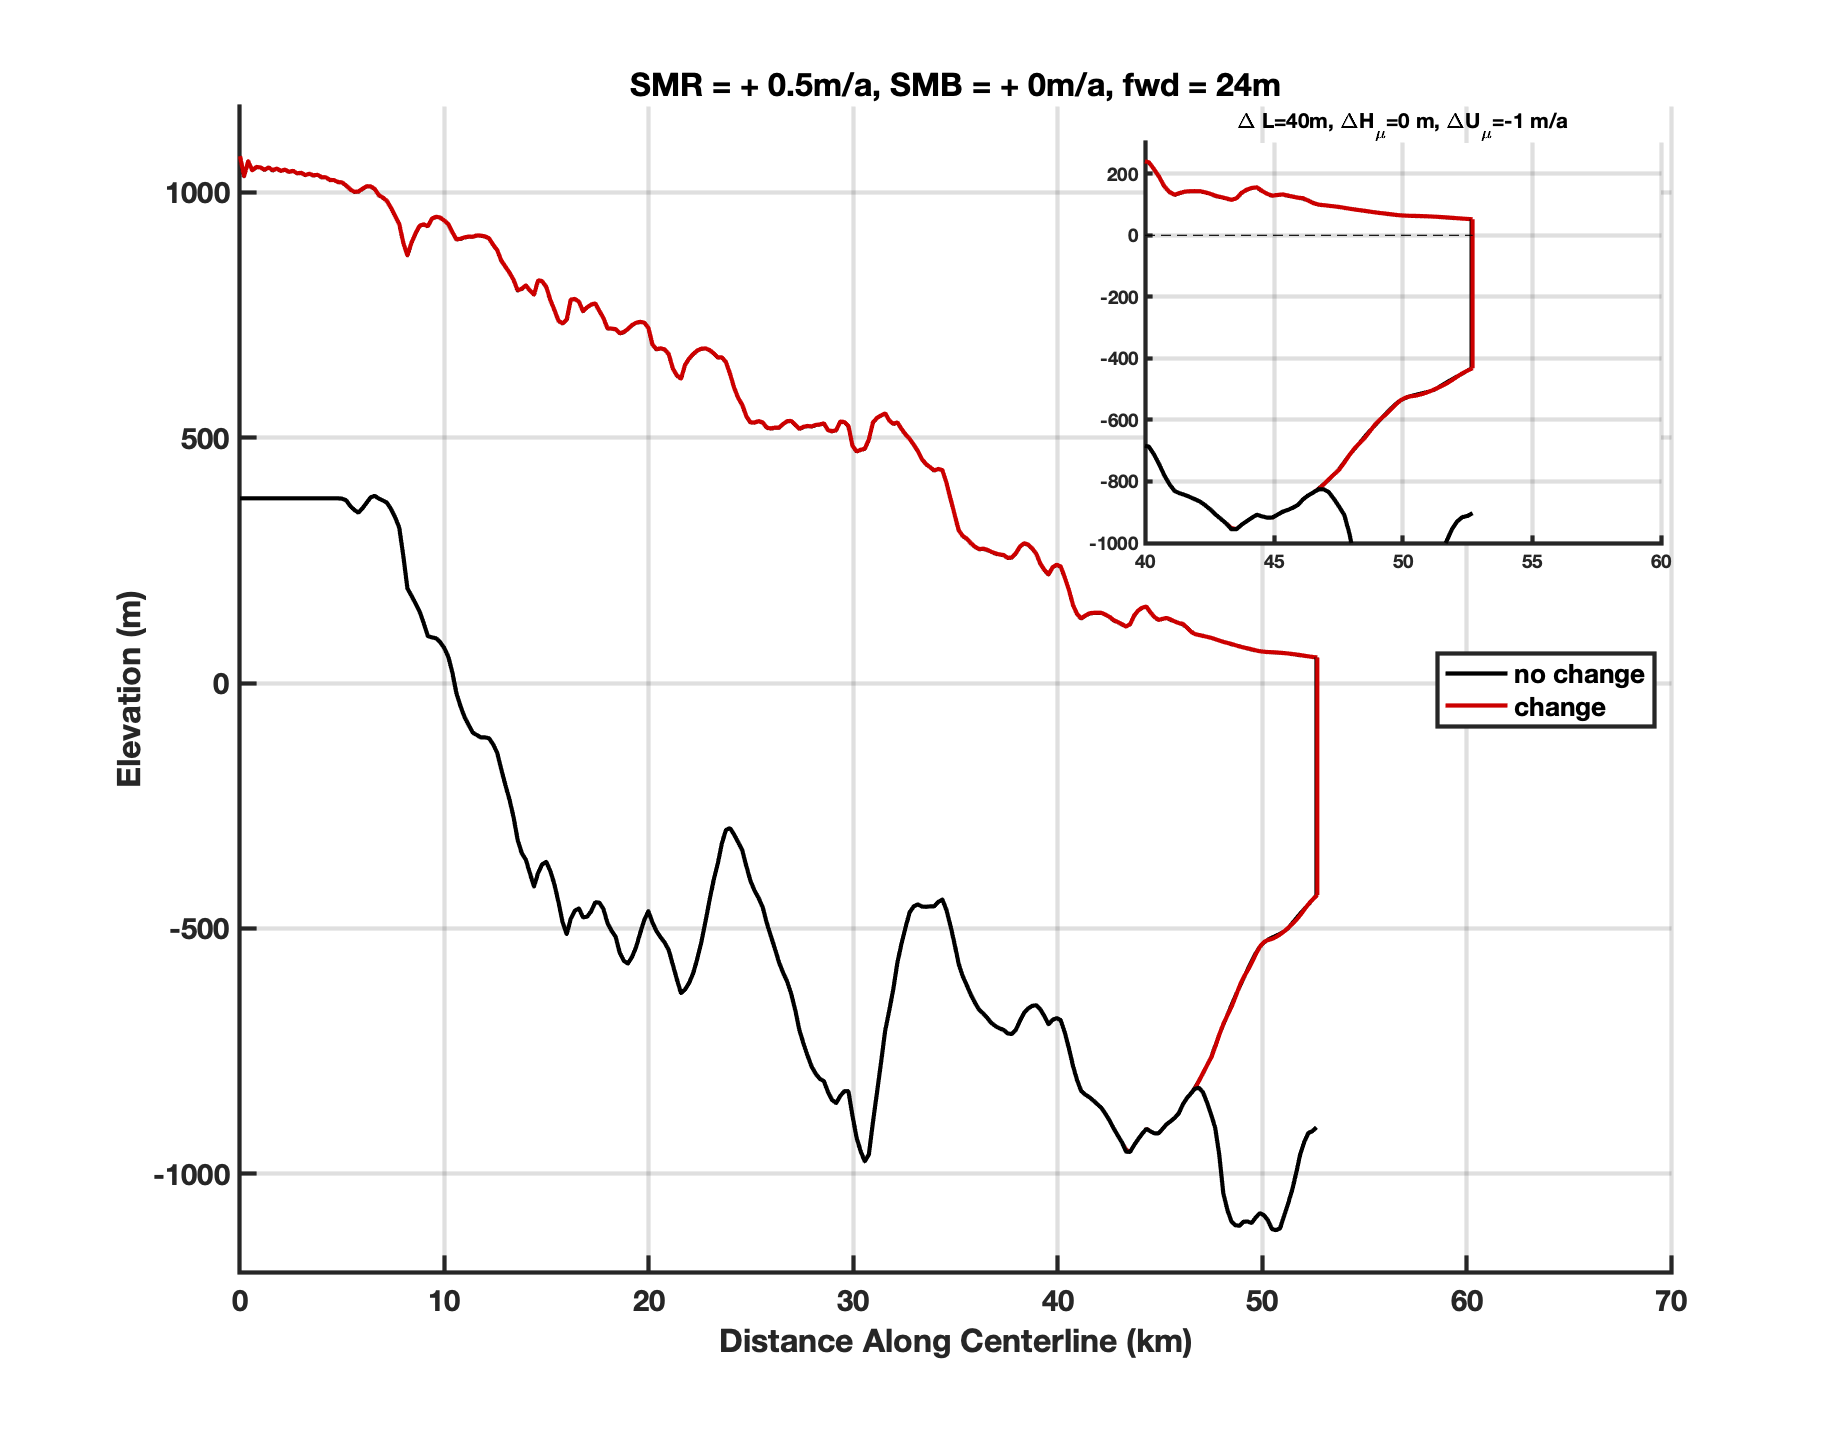 SMR = + 0.5m/a, SMB = + 0m/a, fwd = 24m
△ L=40m, △H_μ=0 m, △U_μ=-1 m/a
200
0
-200
-400
-600
-800
-1000
40 45 50 55 60
1000
500
0
-500
-1000
Elevation (m)
no change
change
0 10 20 30 40 50 60 70
Distance Along Centerline (km)